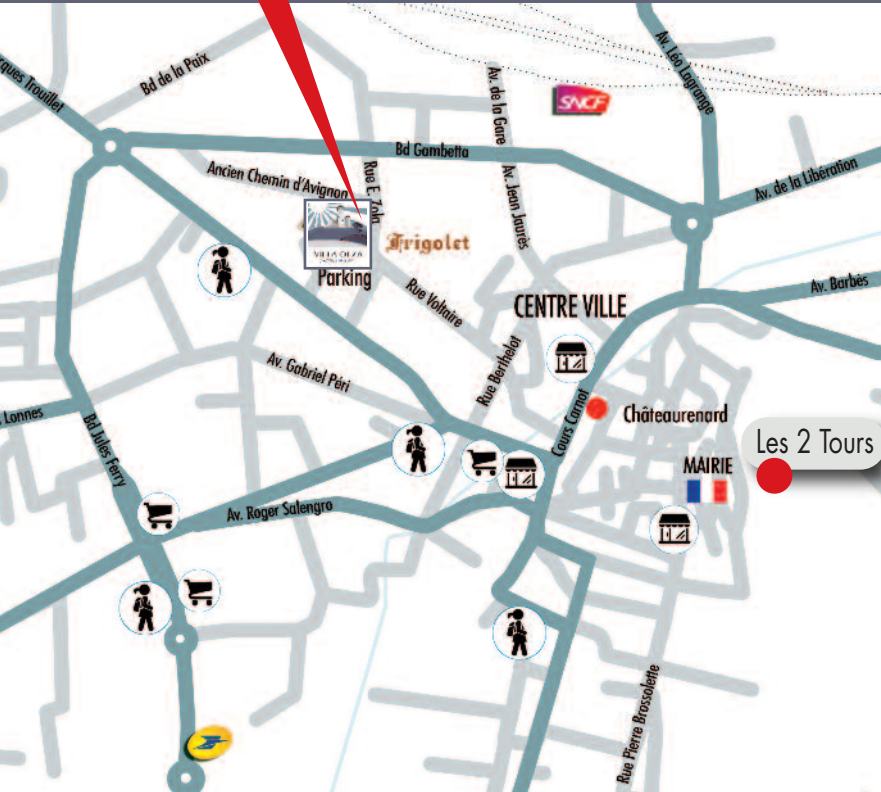 Av. Léo Lagrange
rques Trouillet
Bd de la Paix
Av. de la Gare
SNCF
Bd Gambetta
Ancien Chemin d'Avignon
Rue E. Zola
Av. Jean Jaurès
Av. de la Libération
Frigolet
Parking
Rue Voltaire
Av. Barbès
CENTRE VILLE
Rue Berthelot
Av. Gabriel Péri
Cours Carnot
Châteaurenard
s Lonnes
Bd Jules Ferry
Les 2 Tours
MAIRIE
Av. Roger Salengro
Rue Pierre Brossolette